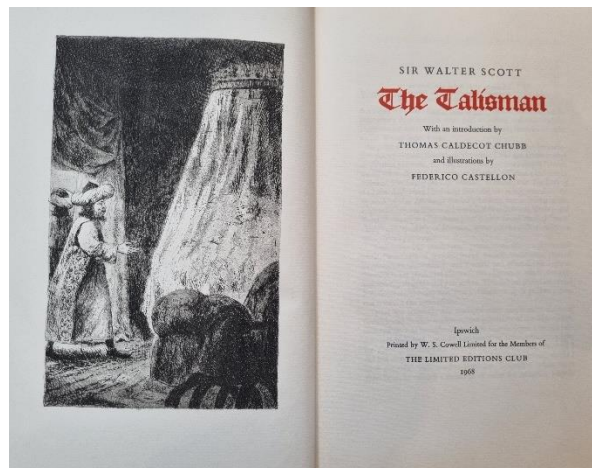 SIR WALTER SCOTT
The Talisman
With an introduction by
THOMAS CALDECOT CHUBB
and illustrations by
FEDERICO CASTELLON
Ipswich
Printed by W. S. Cowell Limited for the Members of
THE LIMITED EDITIONS CLUB
1968